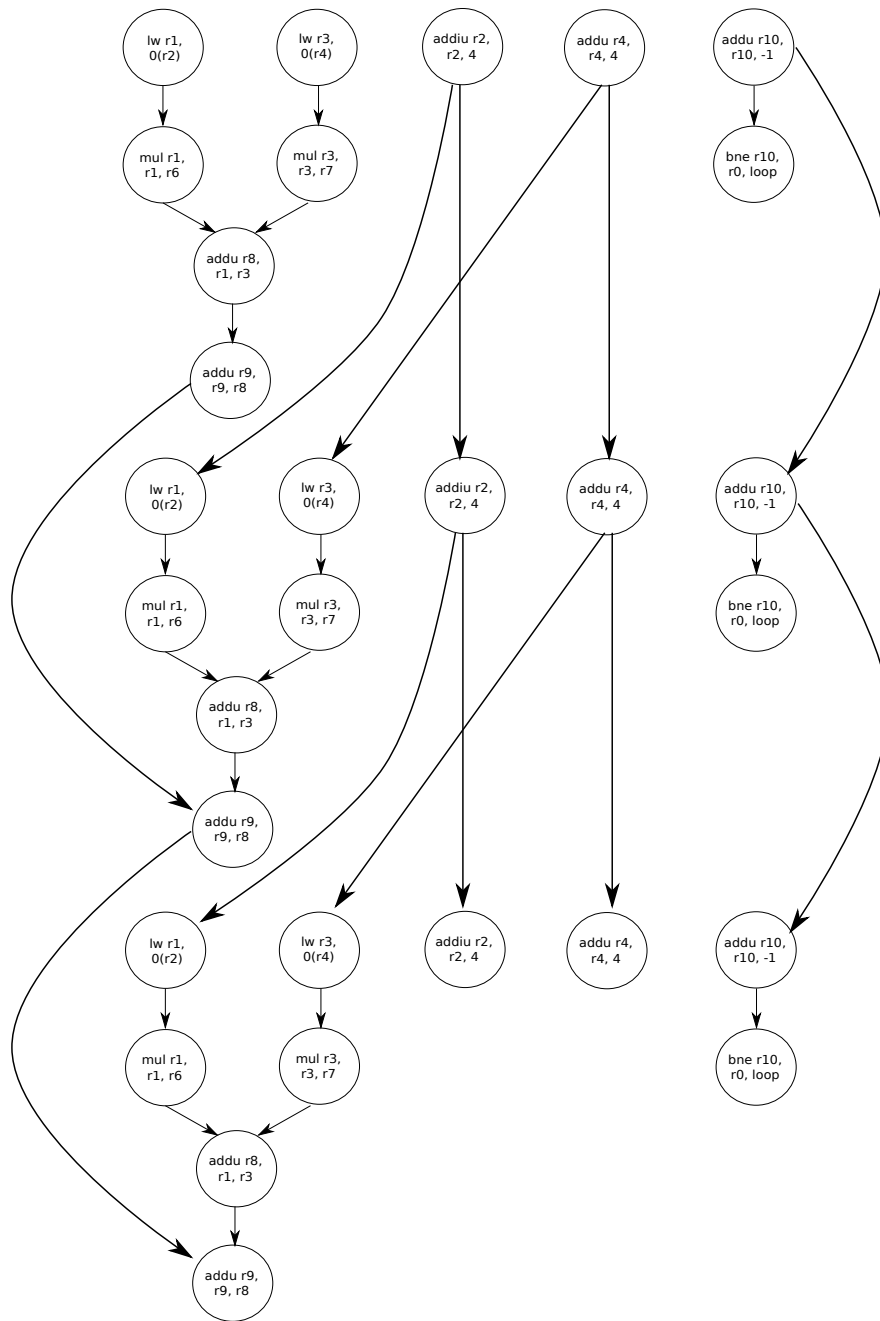 lw r1,
0(r2)
lw r3,
0(r4)
addiu r2,
r2, 4
addu r4,
r4, 4
addu r10,
r10, -1
mul r1,
r1, r6
mul r3,
r3, r7
bne r10,
r0, loop
addu r8,
r1, r3
addu r9,
r9, r8
lw r1,
0(r2)
lw r3,
0(r4)
addiu r2,
r2, 4
addu r4,
r4, 4
addu r10,
r10, -1
mul r1,
r1, r6
mul r3,
r3, r7
bne r10,
r0, loop
addu r8,
r1, r3
addu r9,
r9, r8
lw r1,
0(r2)
lw r3,
0(r4)
addiu r2,
r2, 4
addu r4,
r4, 4
addu r10,
r10, -1
mul r1,
r1, r6
mul r3,
r3, r7
bne r10,
r0, loop
addu r8,
r1, r3
addu r9,
r9, r8